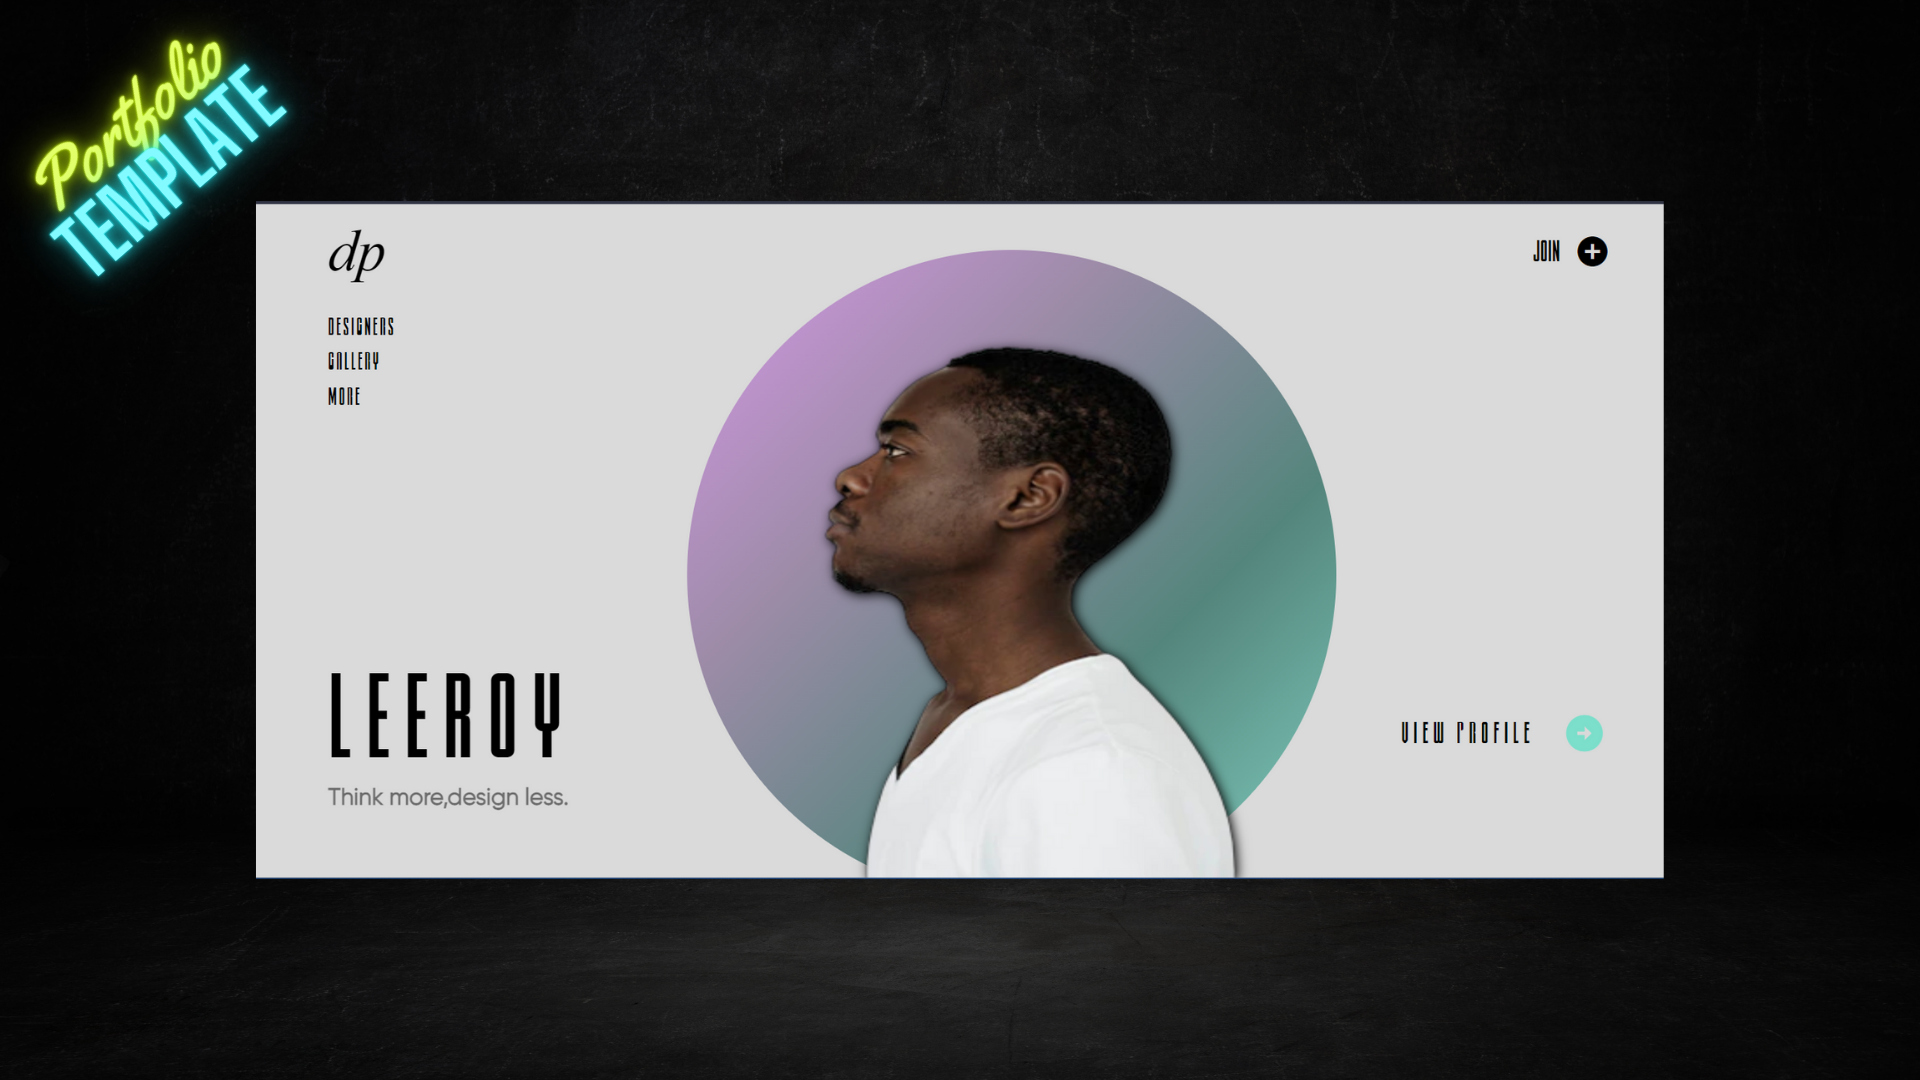 Portfolio
TEMPLATE
dp
JOIN
DESIGNERS
GALLERY
MORE
LEEROY
Think more,design less.
VIEW PROFILE